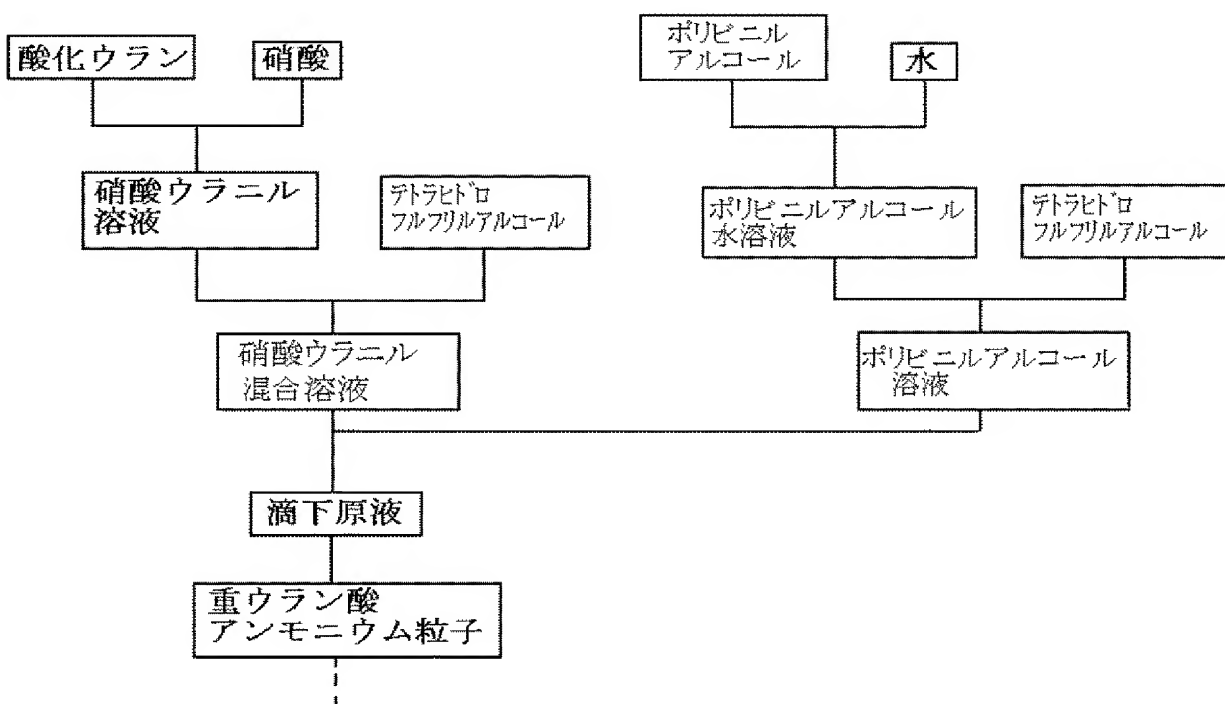 酸化ウラン
硝酸
ポリビニル
アルコール
水
硝酸ウラニル
溶液
テトラヒドロ
フルフリルアルコール
ポリビニルアルコール
水溶液
テトラヒドロ
フルフリルアルコール
硝酸ウラニル
混合溶液
ポリビニルアルコール
溶液
滴下原液
重ウラン酸
アンモニウム粒子